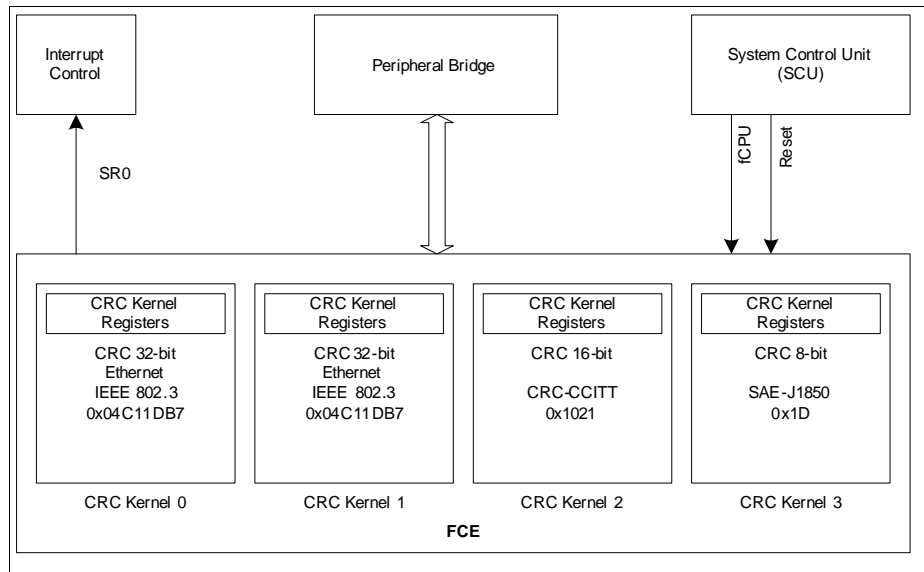 Interrupt
Control
Peripheral Bridge
System Control Unit
(SCU)
SR0
fCPU
Reset
CRC Kernel
Registers
CRC 32-bit
Ethernet
IEEE 802.3
0x04C11DB7
CRC Kernel 0
CRC Kernel
Registers
CRC 32-bit
Ethernet
IEEE 802.3
0x04C11DB7
CRC Kernel 1
CRC Kernel
Registers
CRC 16-bit
CRC-CCITT
0x1021
CRC Kernel 2
CRC Kernel
Registers
CRC 8-bit
SAE-J1850
0x1D
CRC Kernel 3
FCE